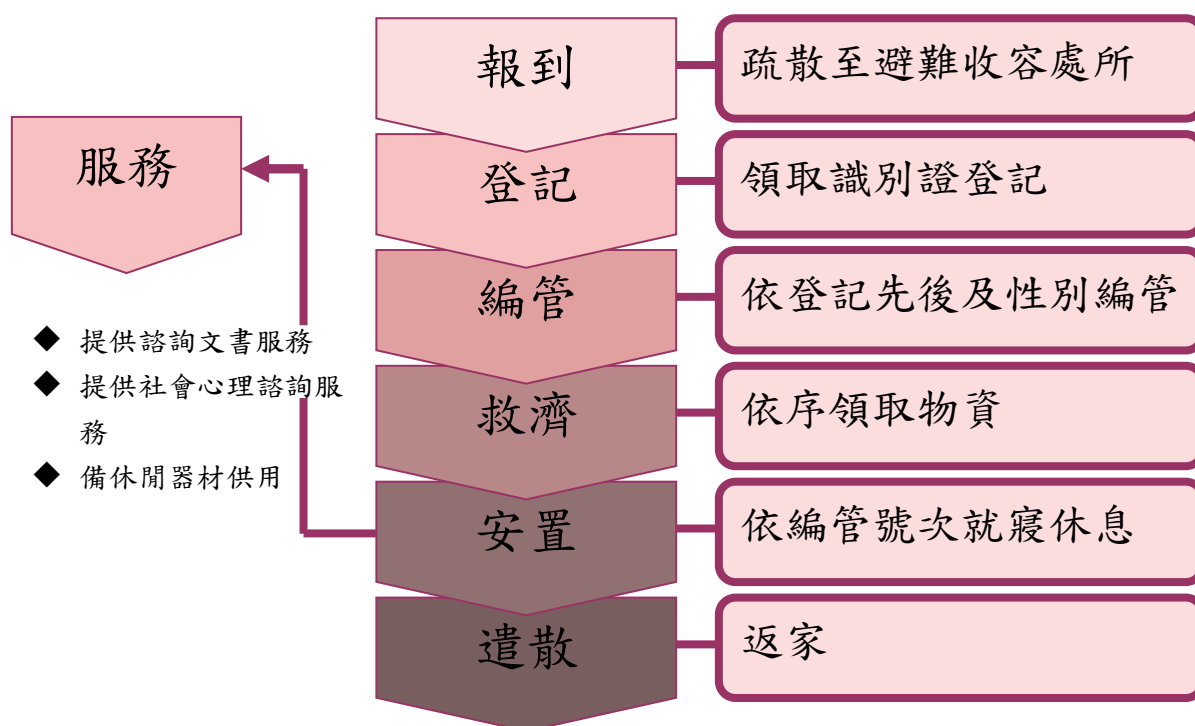 報到
疏散至避難收容處所
登記
領取識別證登記
編管
依登記先後及性別編管
救濟
依序領取物資
安置
依編管號次就寢休息
遣散
返家
服務
◆ 提供諮詢文書服務
◆ 提供社會心理諮詢服
務
◆ 備休閒器材供用